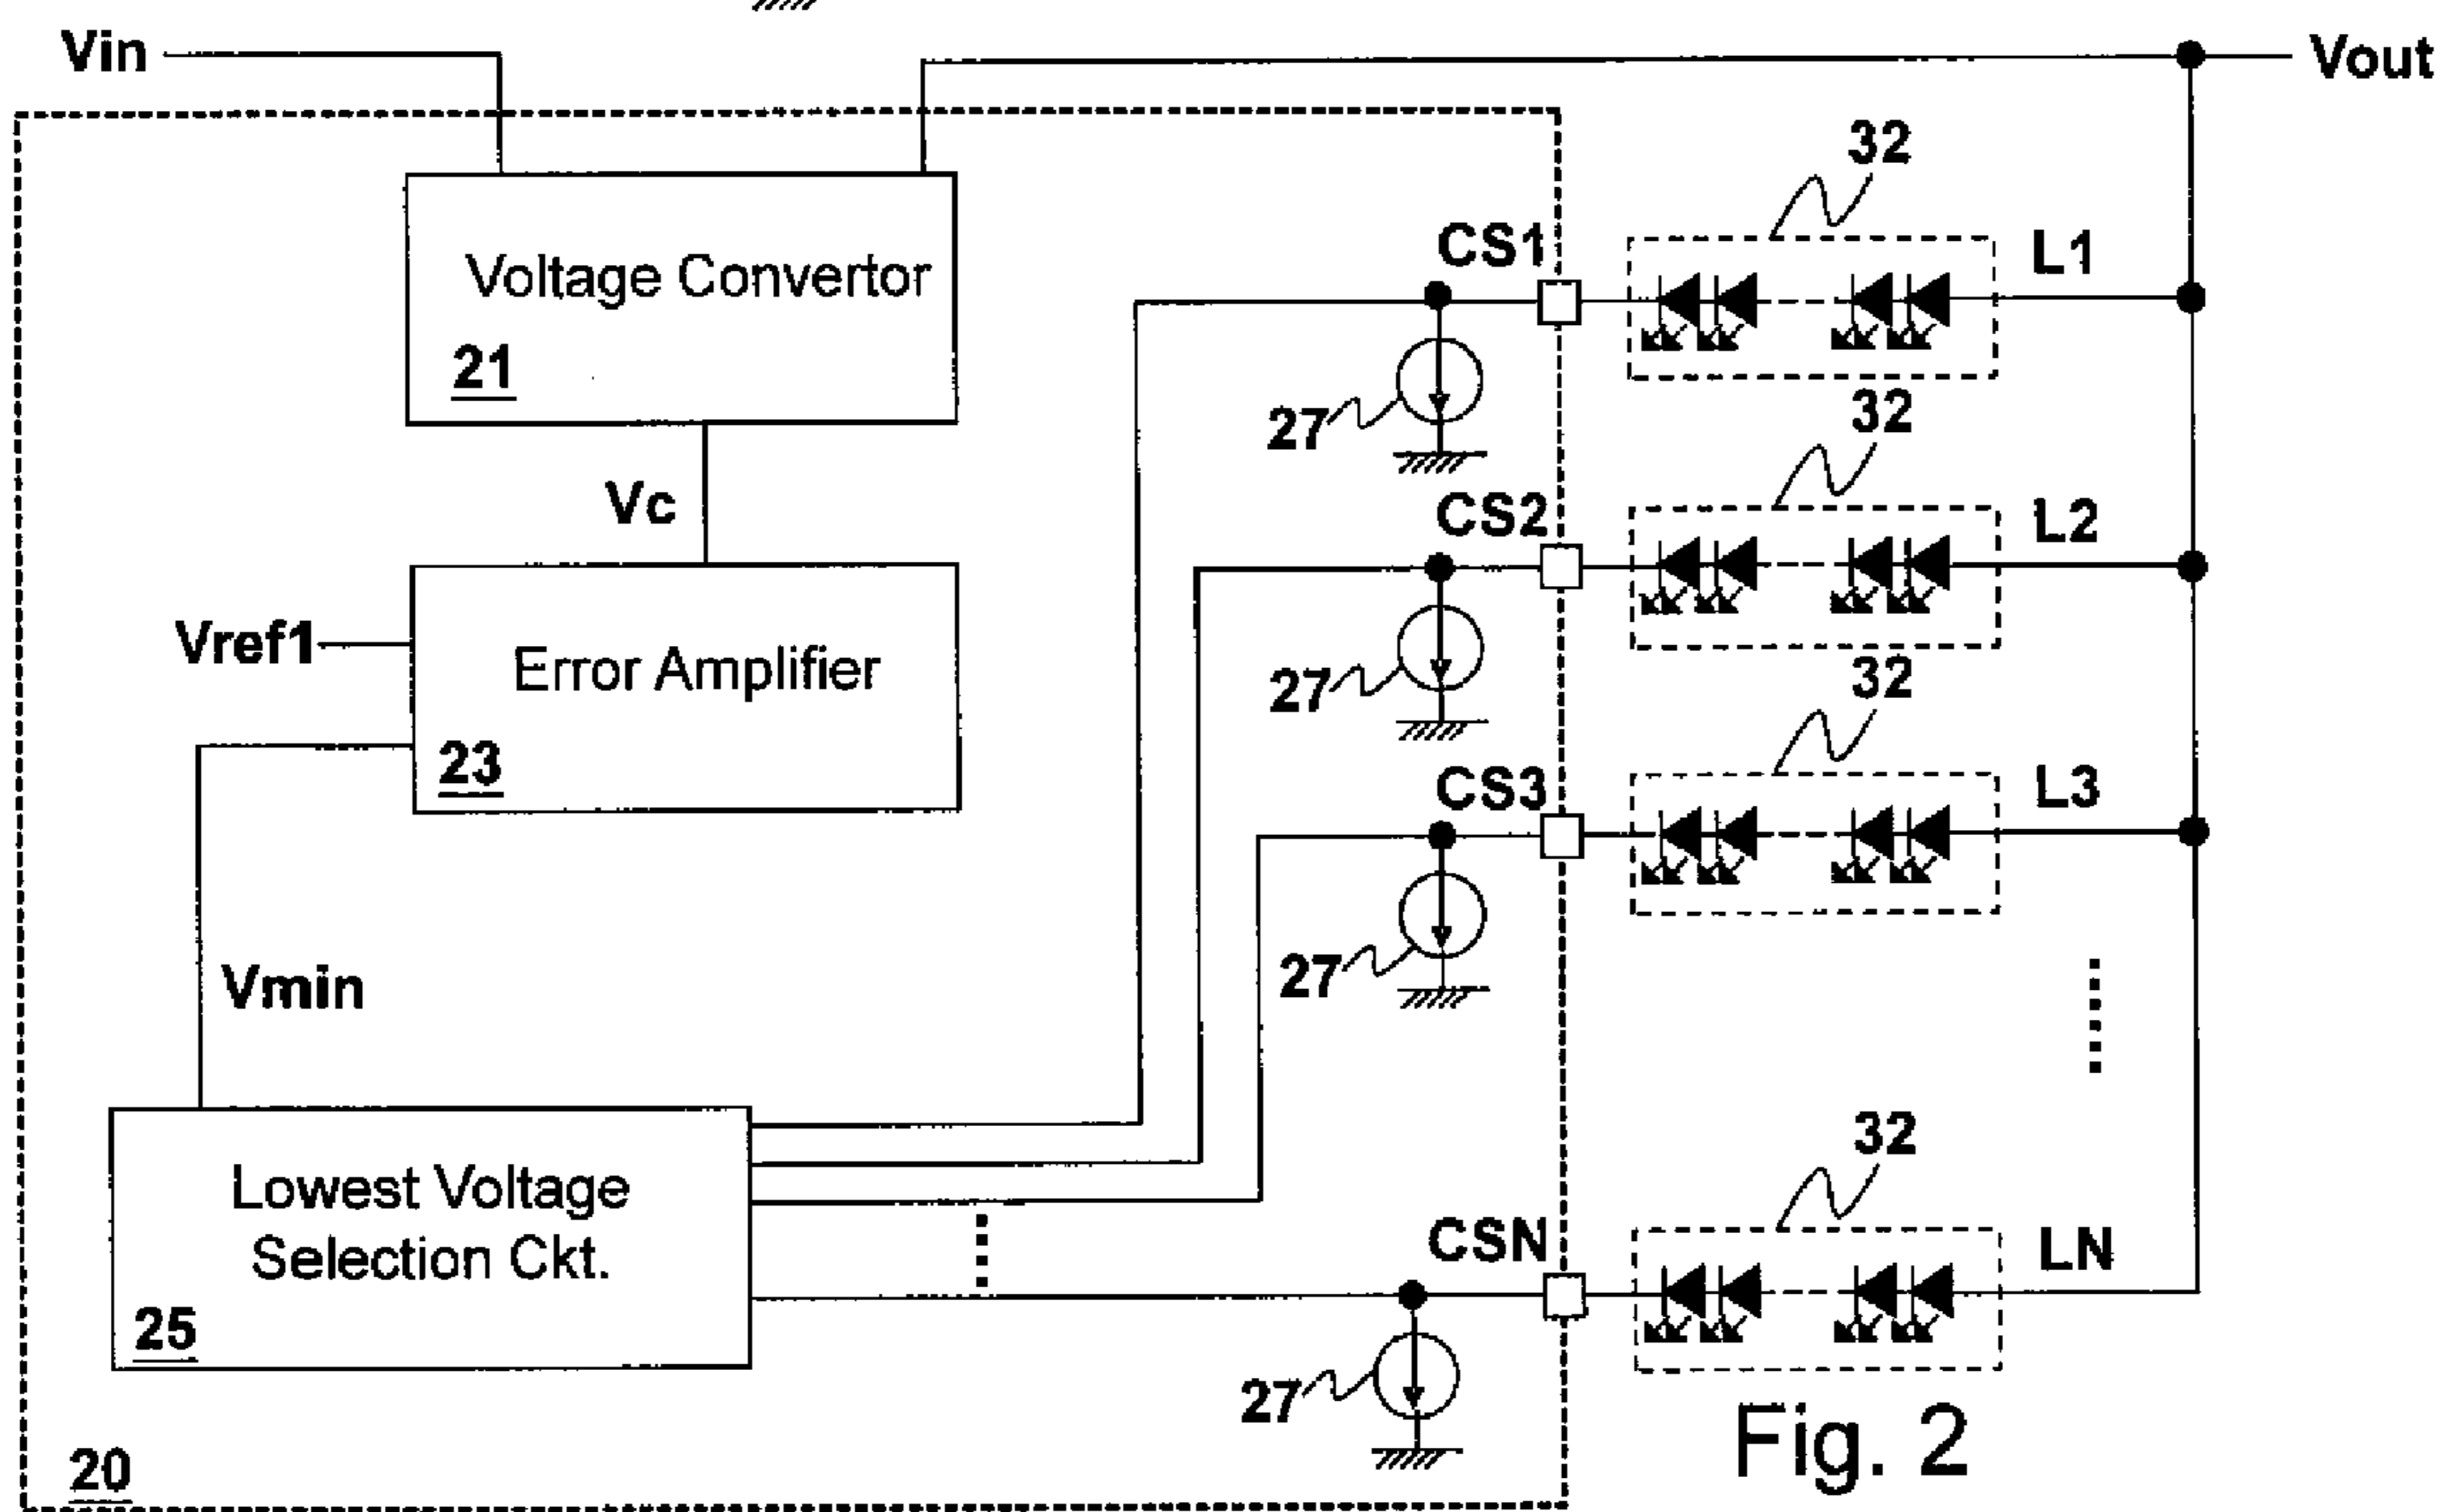 Vin
Vout
32
CS1
L1
Voltage Convertor
21
27
32
Vc
CS2
L2
Vref1
Error Amplifier
27
32
23
CS3
L3
27
Vmin
32
Lowest Voltage
Selection Ckt.
CSN
LN
25
27
Fig. 2
20